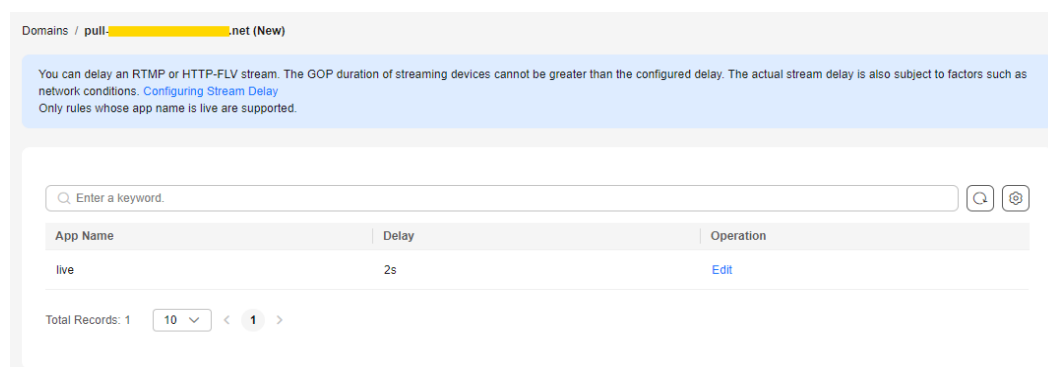 Domains / pull-.net (New)
You can delay an RTMP or HTTP-FLV stream. The GOP duration of streaming devices cannot be greater than the configured delay. The actual stream delay is also subject to factors such as
network conditions. Configuring Stream Delay
Only rules whose app name is live are supported.
Enter a keyword.
App Name Delay Operation
live 2s Edit
Total Records: 1 10 < 1 >